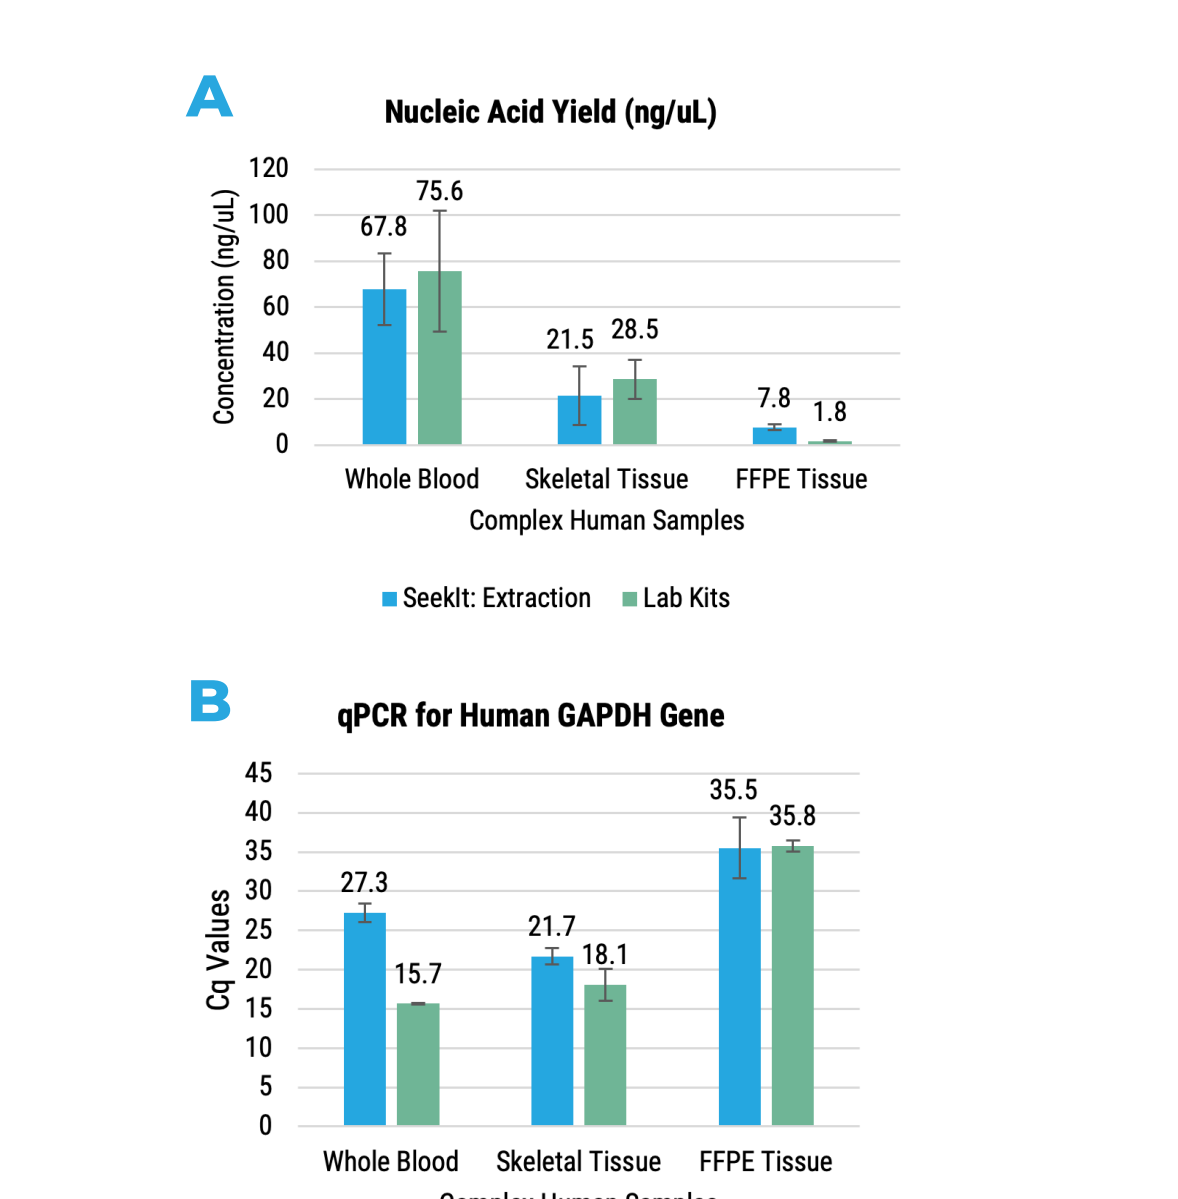 A
Nucleic Acid Yield (ng/uL)
120
100
80
60
40
20
0
Concentration (ng/uL)
67.8
75.6
21.5
28.5
7.8
1.8
Whole Blood
Skeletal Tissue
FFPE Tissue
Complex Human Samples
SeekIt: Extraction
Lab Kits
B
qPCR for Human GAPDH Gene
45
40
35
30
25
20
15
10
5
0
Cq Values
27.3
15.7
21.7
18.1
35.5
35.8
Whole Blood
Skeletal Tissue
FFPE Tissue
Complex Human Samples